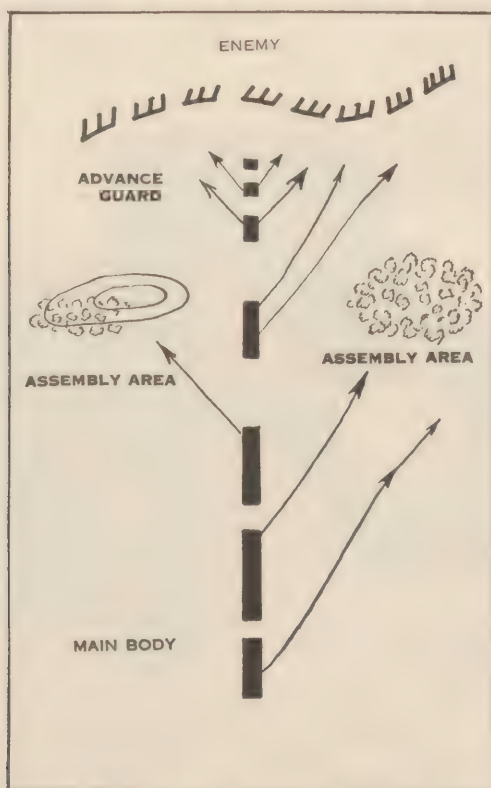 ENEMY
ADVANCE
GUARD
ASSEMBLY AREA
ASSEMBLY AREA
MAIN BODY